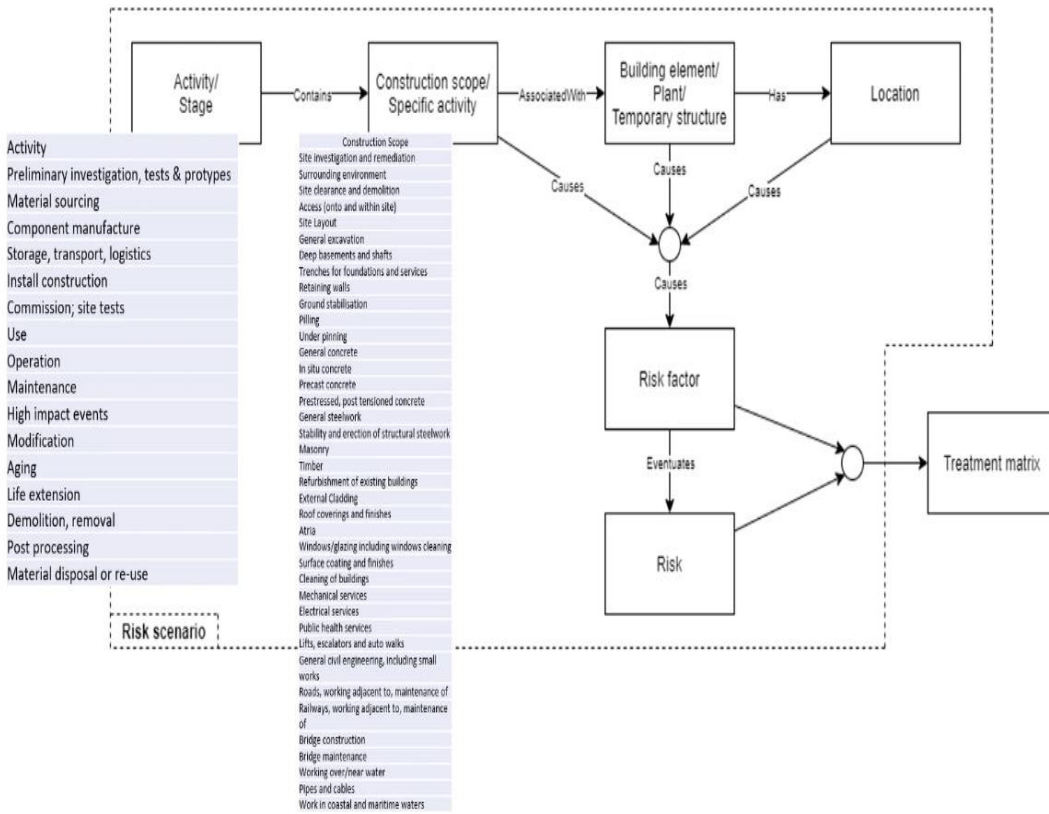 Activity/
Stage
Contains
Construction scope/
Specific activity
AssociatedWith
Building element/
Plant/
Temporary structure
Has
Location
Causes
Causes
Causes
Causes
Risk factor
Eventuates
Risk
Treatment matrix
Risk scenario
Activity
Preliminary investigation, tests & protypes
Material sourcing
Component manufacture
Storage, transport, logistics
Install construction
Commission; site tests
Use
Operation
Maintenance
High impact events
Modification
Aging
Life extension
Demolition, removal
Post processing
Material disposal or re-use
Construction Scope
Site investigation and remediation
Surrounding environment
Site clearance and demolition
Access (onto and within site)
Site Layout
General excavation
Deep basements and shafts
Trenches for foundations and services
Retaining walls
Ground stabilisation
Pilling
Under pinning
General concrete
In situ concrete
Precast concrete
Prestressed, post tensioned concrete
General steelwork
Stability and erection of structural steelwork
Masonry
Timber
Refurbishment of existing buildings
External Cladding
Roof coverings and finishes
Atria
Windows/glazing including windows cleaning
Surface coating and finishes
Cleaning of buildings
Mechanical services
Electrical services
Public health services
Lifts, escalators and auto walks
General civil engineering, including small
works
Roads, working adjacent to, maintenance of
Railways, working adjacent to, maintenance
of
Bridge construction
Bridge maintenance
Working over/near water
Pipes and cables
Work in coastal and maritime waters